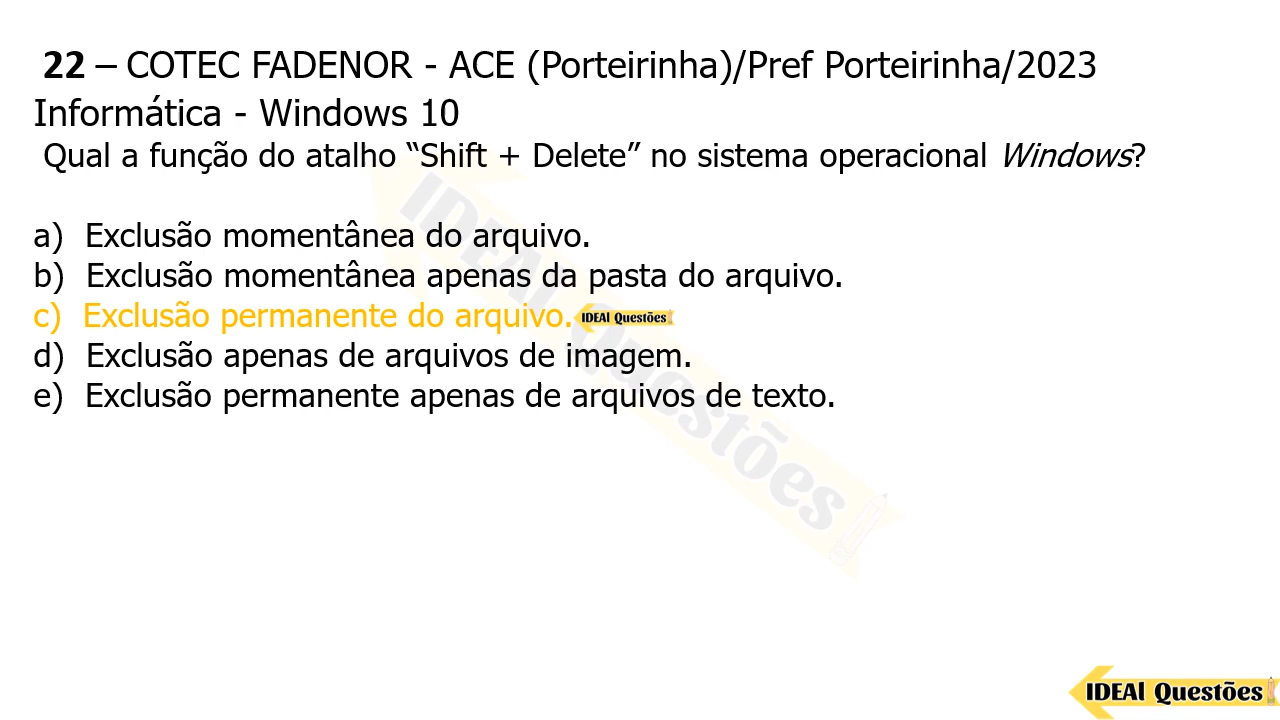 22 – COTEC FADENOR - ACE (Porteirinha)/Pref Porteirinha/2023
Informática - Windows 10
Qual a função do atalho “Shift + Delete” no sistema operacional Windows?
a) Exclusão momentânea do arquivo.
b) Exclusão momentânea apenas da pasta do arquivo.
c) Exclusão permanente do arquivo. IDEAl Questões
d) Exclusão apenas de arquivos de imagem.
e) Exclusão permanente apenas de arquivos de texto.
IDEAl Questões
IDEAl Questões